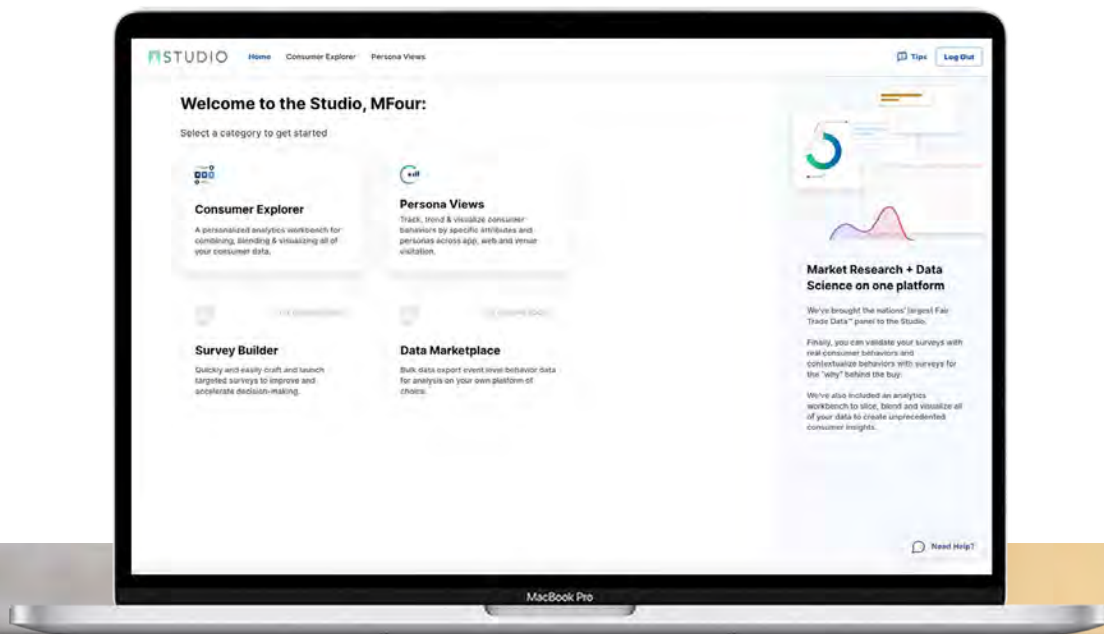 STUDIO
Home
Consumer Explorer
Persona Views
Tips
Log Out
Welcome to the Studio, MFour:
Select a category to get started
Consumer Explorer
A personalized analytics workbench for
combining, blending & visualizing all of
your consumer data.
Persona Views
Track, trend & visualize consumer
behaviors by specific attributes and
personas across app, web and venue
visitation.
Survey Builder
Quickly and easily craft and launch
targeted surveys to improve and
accelerate decision-making.
Data Marketplace
Bulk data export event level behavior data
for analysis on your own platform of
choice.
Market Research + Data
Science on one platform
We've brought the nations' largest Fair
Trade Data™ panel to the Studio.
Finally, you can validate your surveys with
real consumer behaviors and
contextualize behaviors with surveys for
the "why" behind the buy.
We've also included an analytics
workbench to slice, blend and visualize all
of your data to create unprecedented
consumer insights.
Need Help?
MacBook Pro